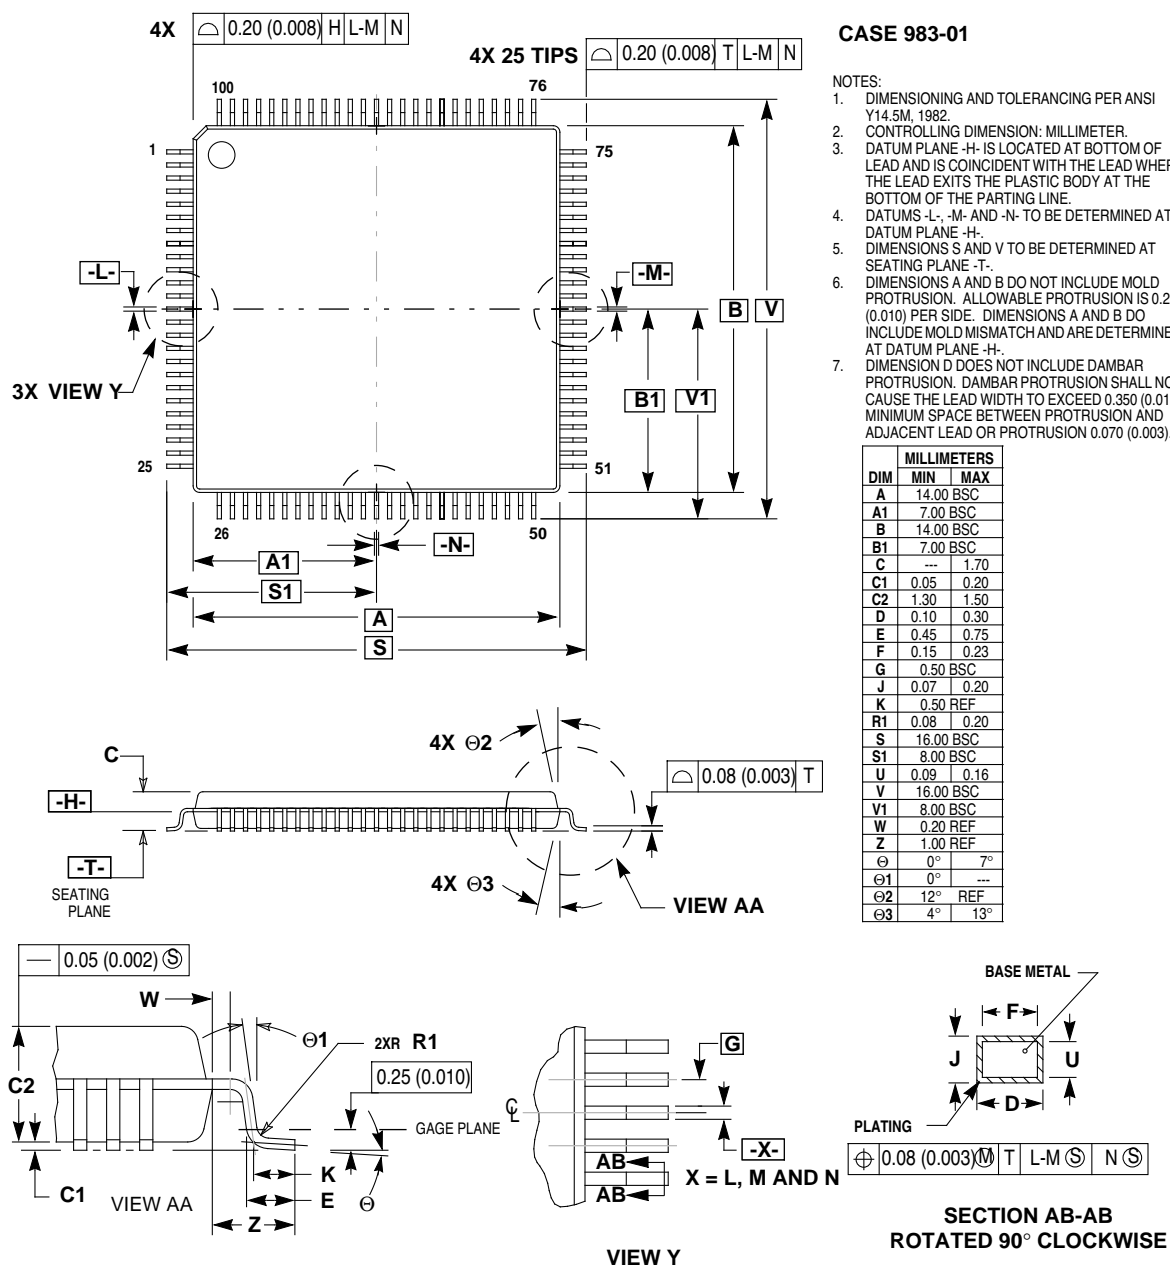 4X ⌓ 0.20 (0.008) H L-M N
4X 25 TIPS ⌓ 0.20 (0.008) T L-M N
100
76
1
75
-L-
-M-
B
V
3X VIEW Y
B1
V1
25
51
26
50
-N-
A1
S1
A
S
CASE 983-01
NOTES:
1. DIMENSIONING AND TOLERANCING PER ANSI
Y14.5M, 1982.
2. CONTROLLING DIMENSION: MILLIMETER.
3. DATUM PLANE -H- IS LOCATED AT BOTTOM OF
LEAD AND IS COINCIDENT WITH THE LEAD WHER
THE LEAD EXITS THE PLASTIC BODY AT THE
BOTTOM OF THE PARTING LINE.
4. DATUMS -L-, -M- AND -N- TO BE DETERMINED AT
DATUM PLANE -H-.
5. DIMENSIONS S AND V TO BE DETERMINED AT
SEATING PLANE -T-.
6. DIMENSIONS A AND B DO NOT INCLUDE MOLD
PROTRUSION. ALLOWABLE PROTRUSION IS 0.2
(0.010) PER SIDE. DIMENSIONS A AND B DO
INCLUDE MOLD MISMATCH AND ARE DETERMINE
AT DATUM PLANE -H-.
7. DIMENSION D DOES NOT INCLUDE DAMBAR
PROTRUSION. DAMBAR PROTRUSION SHALL NO
CAUSE THE LEAD WIDTH TO EXCEED 0.350 (0.01
MINIMUM SPACE BETWEEN PROTRUSION AND
ADJACENT LEAD OR PROTRUSION 0.070 (0.003).
MILLIMETERS
DIM MIN MAX
A 14.00 BSC
A1 7.00 BSC
B 14.00 BSC
B1 7.00 BSC
C --- 1.70
C1 0.05 0.20
C2 1.30 1.50
D 0.10 0.30
E 0.45 0.75
F 0.15 0.23
G 0.50 BSC
J 0.07 0.20
K 0.50 REF
R1 0.08 0.20
S 16.00 BSC
S1 8.00 BSC
U 0.09 0.16
V 16.00 BSC
V1 8.00 BSC
W 0.20 REF
Z 1.00 REF
Θ 0° 7°
Θ1 0° ---
Θ2 12° REF
Θ3 4° 13°
C
4X Θ2
⌓ 0.08 (0.003) T
-H-
-T-
SEATING
PLANE
4X Θ3
VIEW AA
— 0.05 (0.002) Ⓢ
W
Θ1
2XR R1
0.25 (0.010)
C2
GAGE PLANE
C1
K
E
Θ
Z
VIEW AA
G
℄
-X-
X = L, M AND N
AB
AB
VIEW Y
BASE METAL
F
J
U
D
PLATING
⌖ 0.08 (0.003) Ⓜ T L-M Ⓢ N Ⓢ
SECTION AB-AB
ROTATED 90° CLOCKWISE